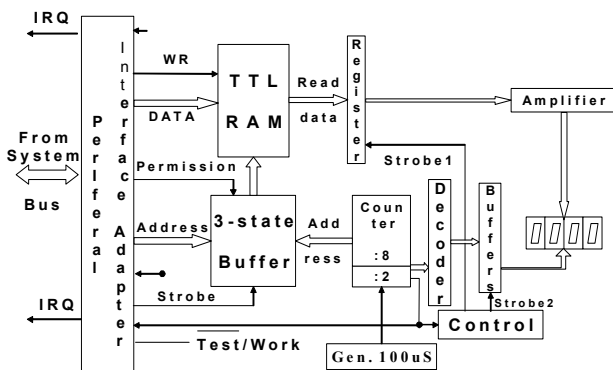 IRQ
Periferal
Interface Adapter
WR
TTL
RAM
DATA
Read
data
Register
Amplifier
From
System
Bus
Permission
Strobe1
Address
3-state
Buffer
Add
ress
Counter
:8
:2
Decoder
Buffers
Strobe
Strobe2
IRQ
Test/Work
Control
Gen.100uS